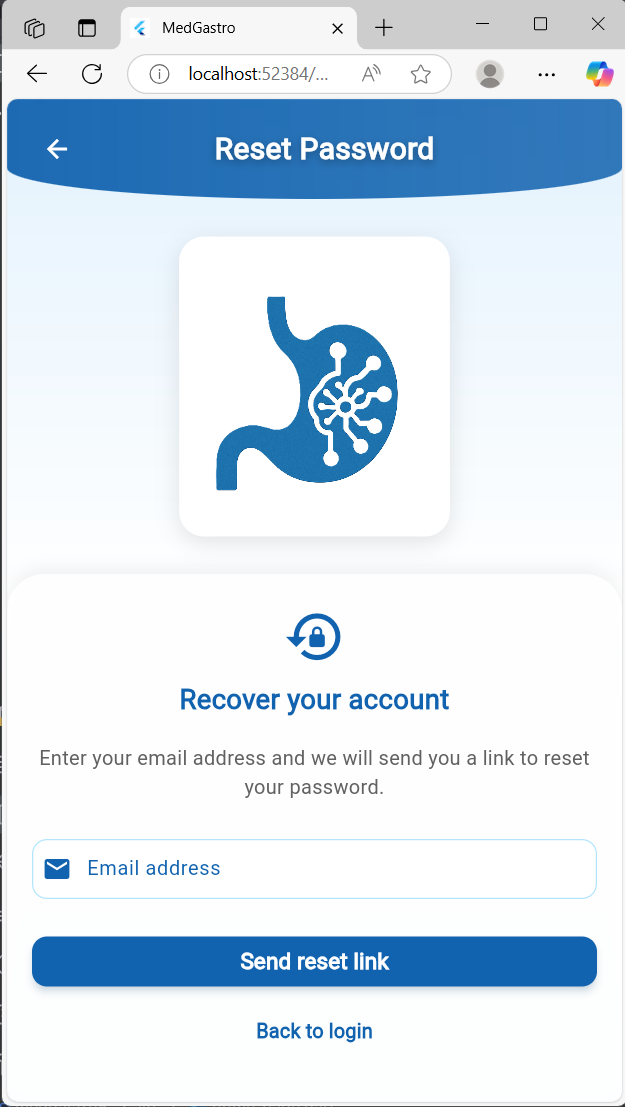 MedGastro
localhost:52384/...
Reset Password
Recover your account
Enter your email address and we will send you a link to reset
your password.
Email address
Send reset link
Back to login